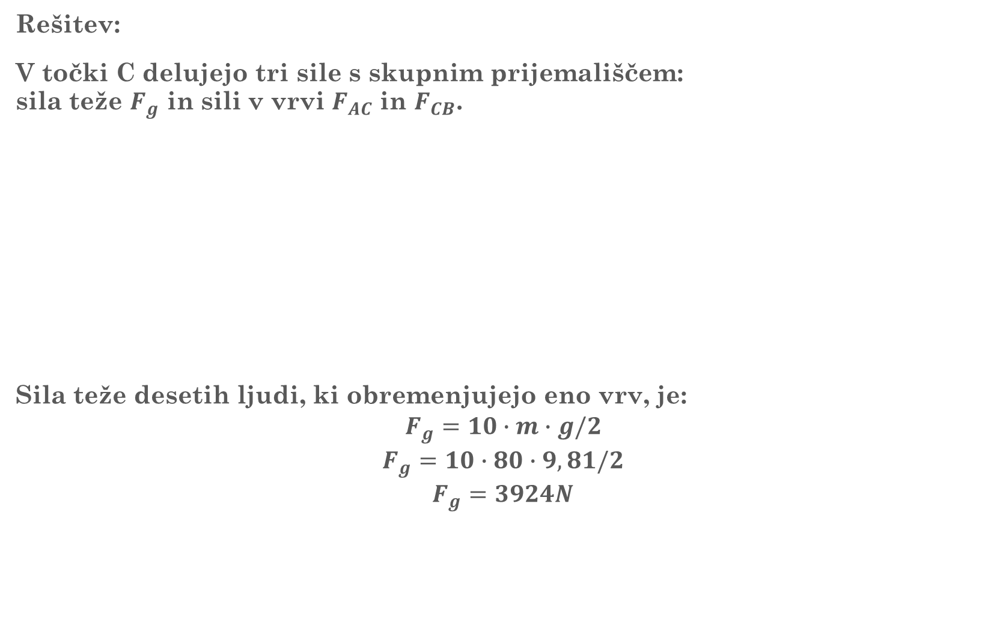 Rešitev:
V točki C delujejo tri sile s skupnim prijemališčem:
sila teže F_g in sili v vrvi F_AC in F_CB.
Sila teže desetih ljudi, ki obremenjujejo eno vrv, je:
F_g = 10 · m · g/2
F_g = 10 · 80 · 9,81/2
F_g = 3924N